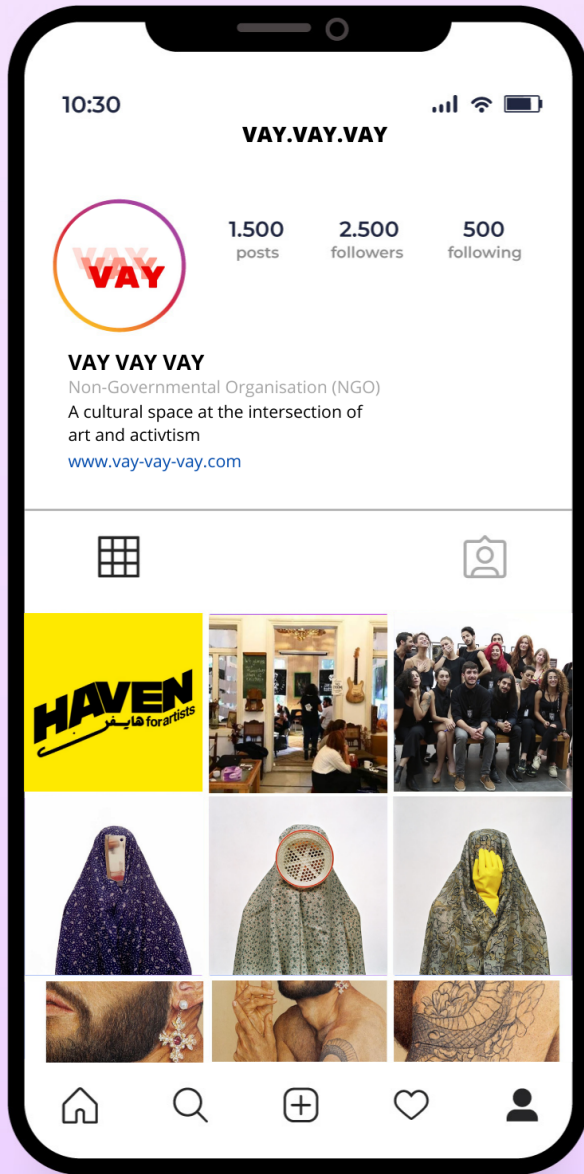 10:30
VAY.VAY.VAY
VAY
VAY
VAY
1.500 2.500 500
posts followers following
VAY VAY VAY
Non-Governmental Organisation (NGO)
A cultural space at the intersection of
art and activtism
www.vay-vay-vay.com
HAVEN
for artists هايفن